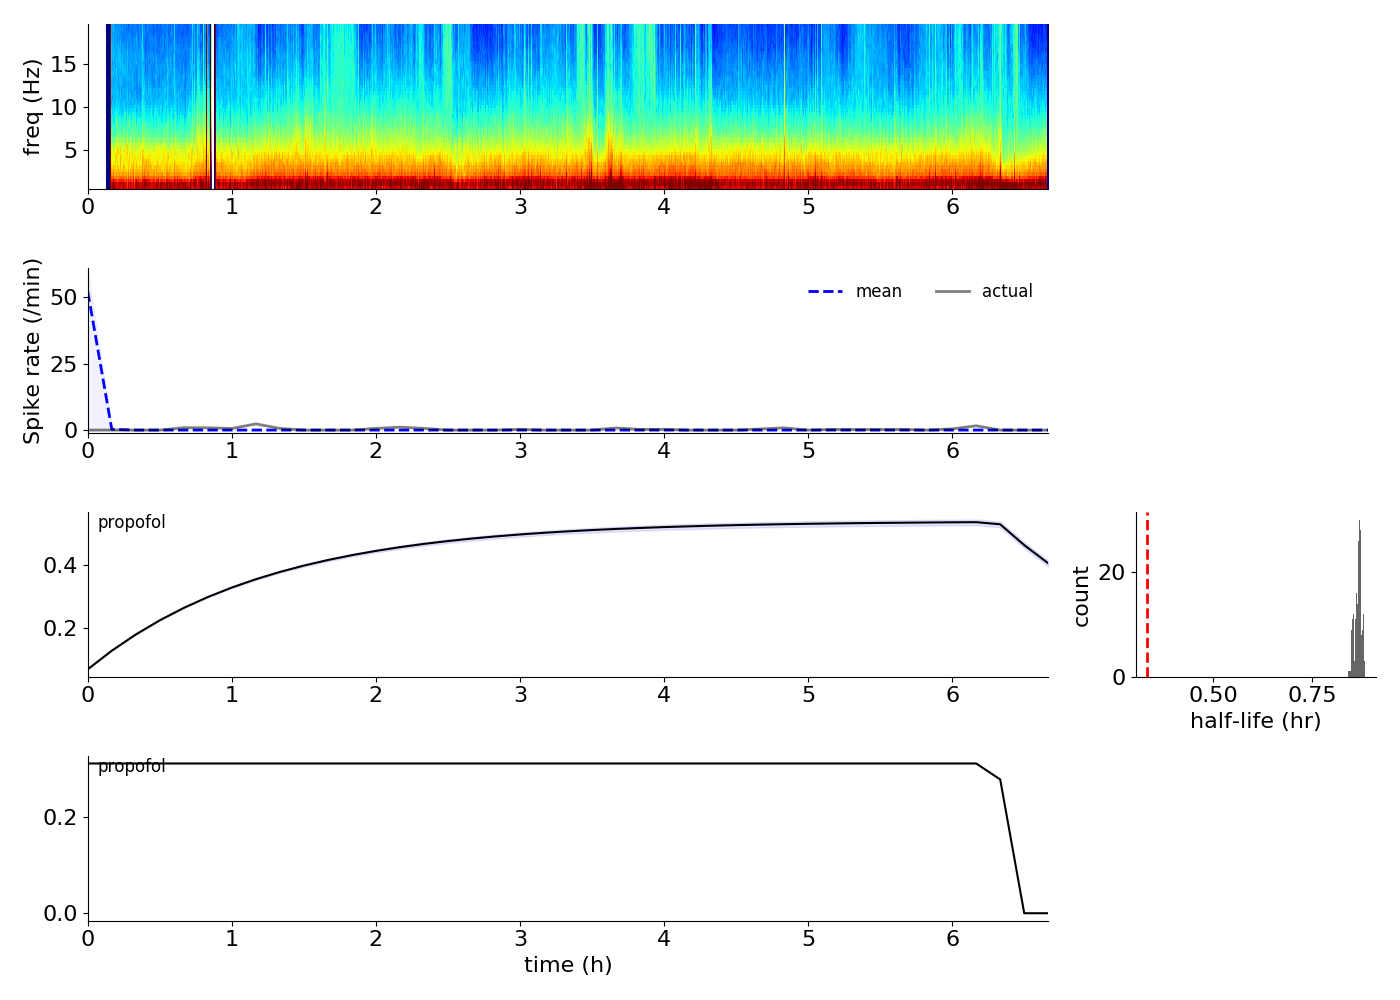 freq (Hz)
15
10
5
0 1 2 3 4 5 6
Spike rate (/min)
50
25
0
mean actual
0 1 2 3 4 5 6
propofol
0.4
0.2
0 1 2 3 4 5 6
count
20
0
0.50 0.75
half-life (hr)
propofol
0.2
0.0
0 1 2 3 4 5 6
time (h)